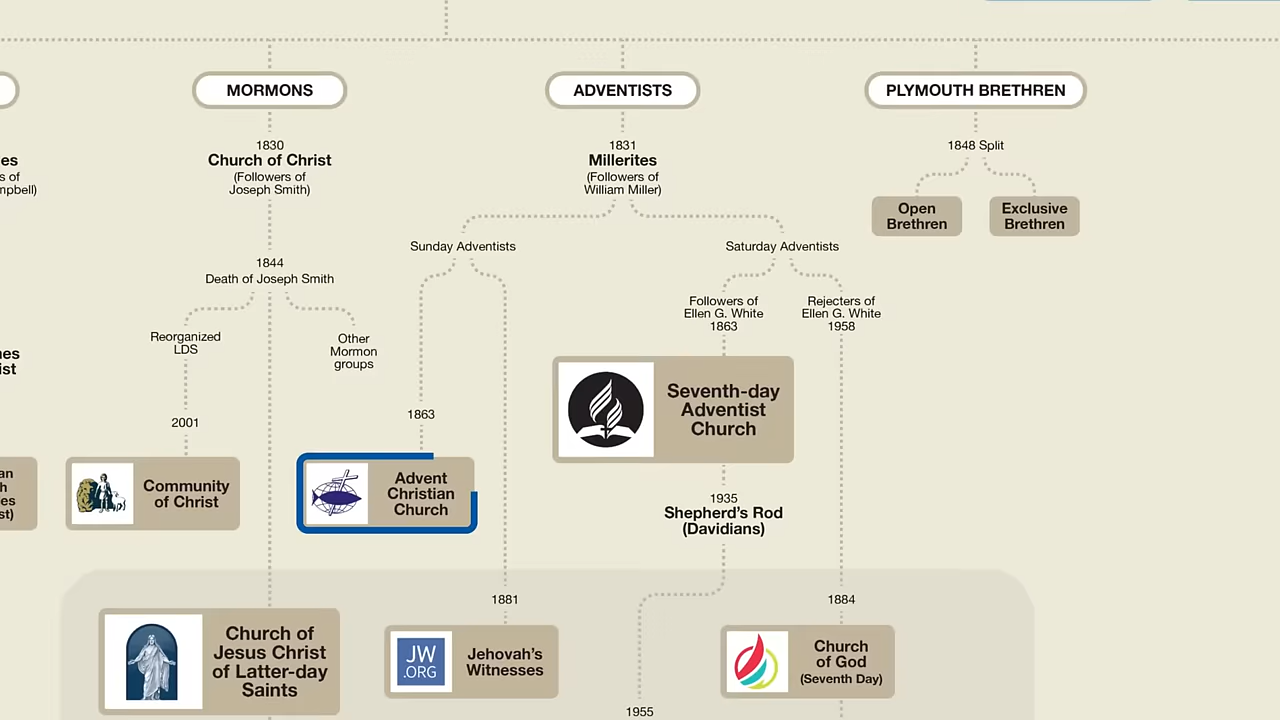 MORMONS
ADVENTISTS
PLYMOUTH BRETHREN
1830
Church of Christ
(Followers of
Joseph Smith)
1831
Millerites
(Followers of
William Miller)
1848 Split
Open
Brethren
Exclusive
Brethren
Sunday Adventists
Saturday Adventists
1844
Death of Joseph Smith
Followers of
Ellen G. White
1863
Rejecters of
Ellen G. White
1958
Reorganized
LDS
Other
Mormon
groups
2001
1863
Seventh-day
Adventist
Church
Community
of Christ
Advent
Christian
Church
1935
Shepherd's Rod
(Davidians)
1881
1884
Church of
Jesus Christ
of Latter-day
Saints
JW
.ORG
Jehovah's
Witnesses
Church
of God
(Seventh Day)
1955